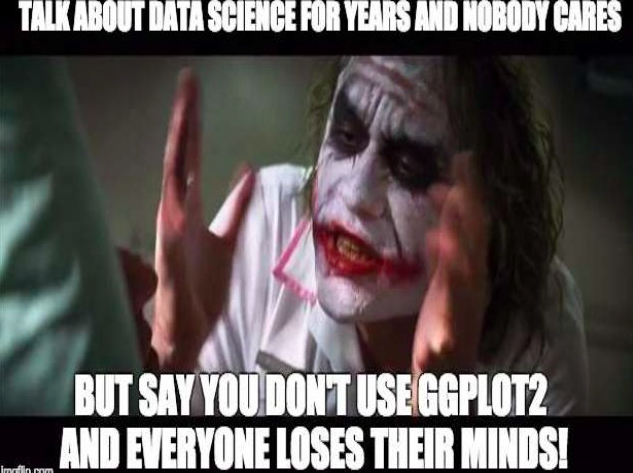 TALK ABOUT DATA SCIENCE FOR YEARS AND NOBODY CARES
BUT SAY YOU DON'T USE GGPLOT2
AND EVERYONE LOSES THEIR MINDS!
imgflip.com